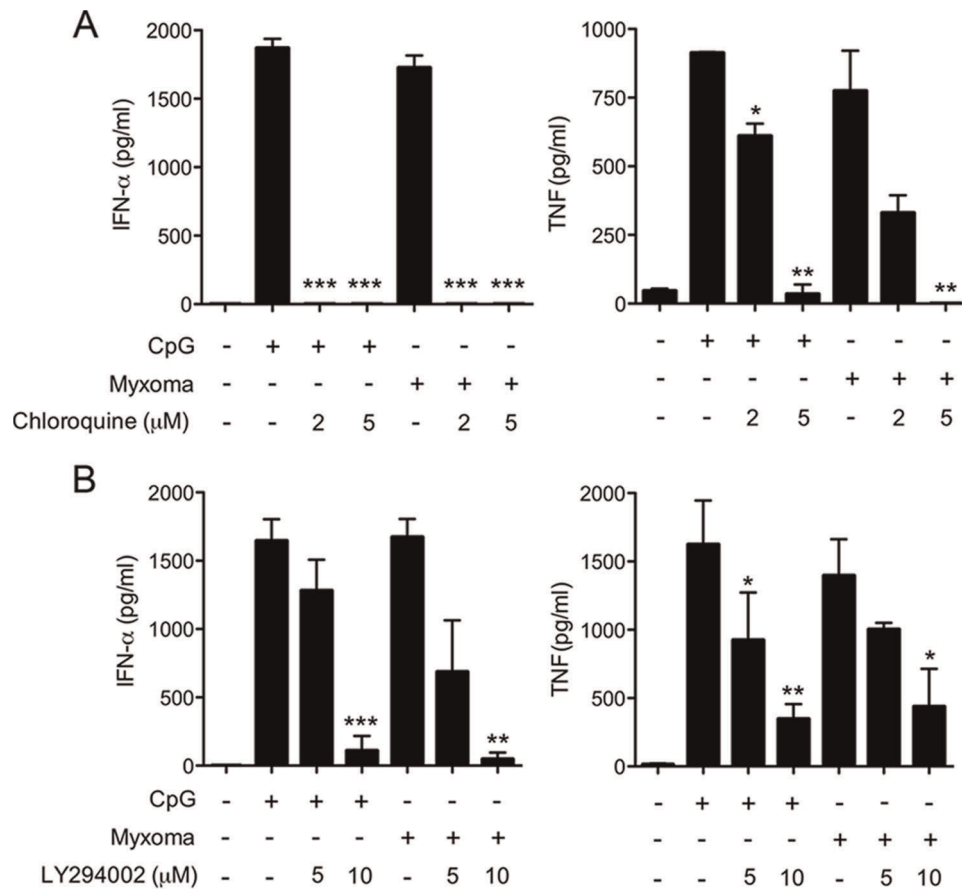 A
IFN-α (pg/ml)
2000
1500
1000
500
0
*** *** *** ***
CpG - + + + - - -
Myxoma - - - - + + +
Chloroquine (μM) - - 2 5 - 2 5
TNF (pg/ml)
1000
750
500
250
0
* ** **
- + + + - - -
- - - - + + +
- - 2 5 - 2 5
B
IFN-α (pg/ml)
2000
1500
1000
500
0
*** **
CpG - + + + - - -
Myxoma - - - - + + +
LY294002 (μM) - - 5 10 - 5 10
TNF (pg/ml)
2000
1500
1000
500
0
* ** *
- + + + - - -
- - - - + + +
- - 5 10 - 5 10